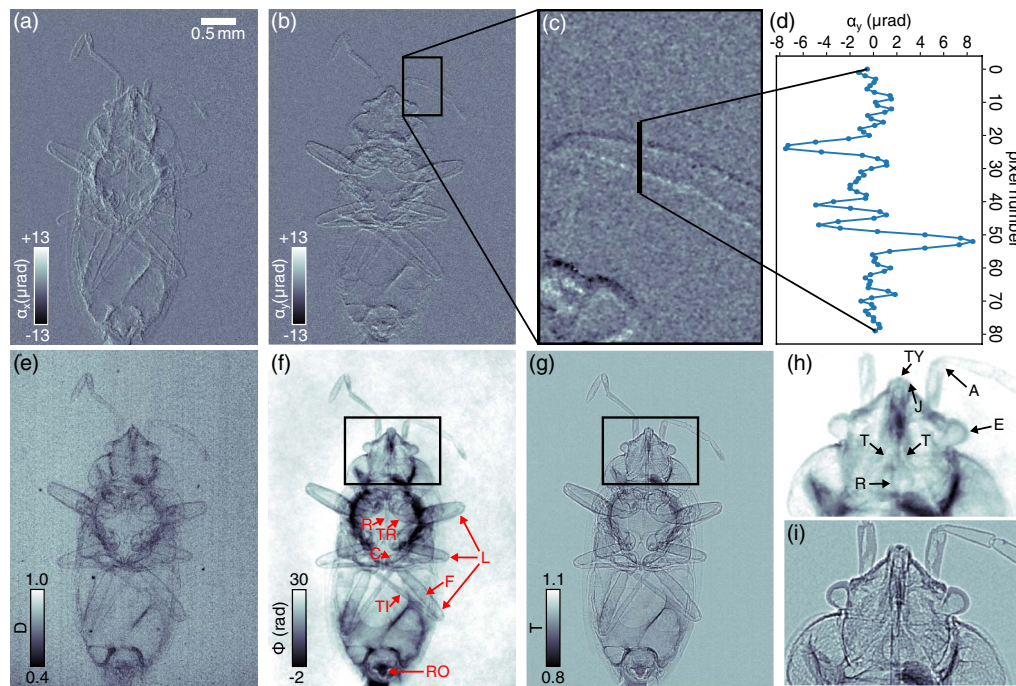 (a)
0.5 mm
+13
αx(µrad)
-13
(b)
+13
αy(µrad)
-13
(c)
(d)
αy (µrad)
-8 -6 -4 -2 0 2 4 6 8
0
10
20
30
40
50
60
70
80
pixel number
(e)
1.0
D
0.4
(f)
R
TR
C
L
F
TI
RO
30
Φ (rad)
-2
(g)
1.1
T
0.8
(h)
TY
A
J
E
T
T
R
(i)